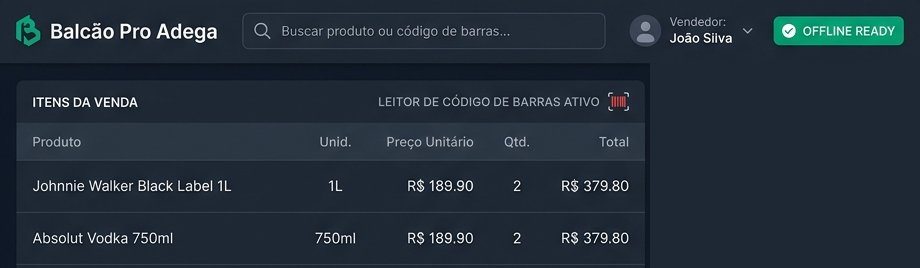 Balcão Pro Adega
Buscar produto ou código de barras...
Vendedor:
João Siiva
OFFLINE READY
ITENS DA VENDA
LEITOR DE CÓDIGO DE BARRAS ATIVO
Produto Unid. Preço Unitário Qtd. Total
Johnnie Walker Black Label 1L 1L R$ 189.90 2 R$ 379.80
Absolut Vodka 750ml 750ml R$ 189.90 2 R$ 379.80